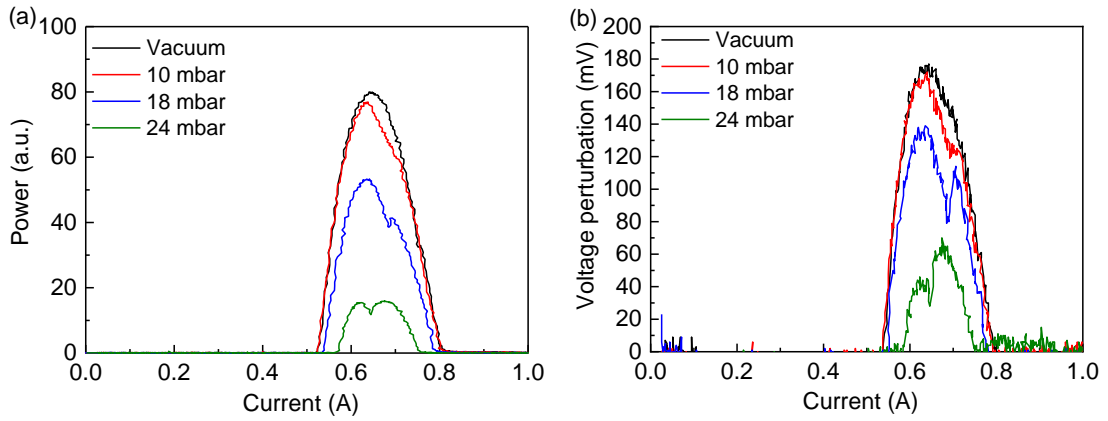 (a)
100
80
60
40
20
0
Power (a.u.)
Vacuum
10 mbar
18 mbar
24 mbar
0.0 0.2 0.4 0.6 0.8 1.0
Current (A)
(b)
200
180
160
140
120
100
80
60
40
20
0
Voltage perturbation (mV)
Vacuum
10 mbar
18 mbar
24 mbar
0.0 0.2 0.4 0.6 0.8 1.0
Current (A)